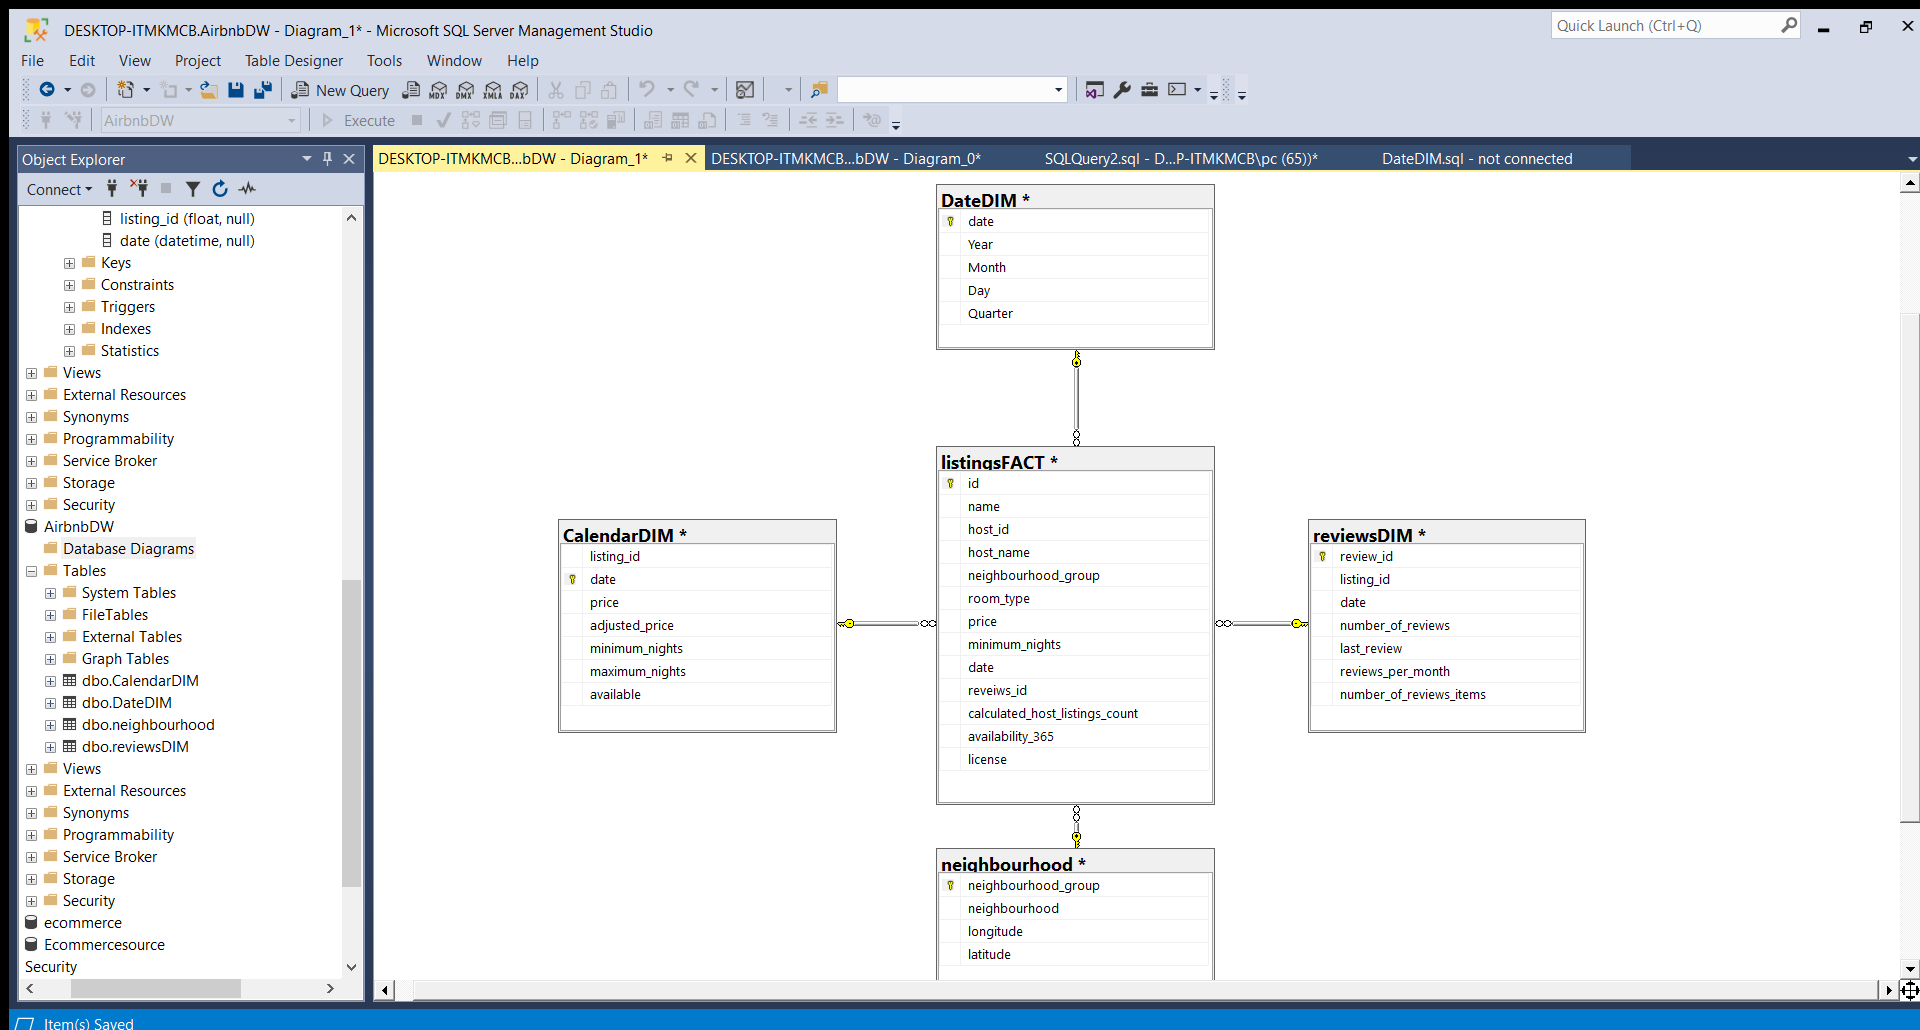 DESKTOP-ITMKMCB.AirbnbDW - Diagram_1* - Microsoft SQL Server Management Studio
Quick Launch (Ctrl+Q)
File Edit View Project Table Designer Tools Window Help
New Query MDX DMX XMLA DAX
AirbnbDW Execute
Object Explorer
Connect
listing_id (float, null)
date (datetime, null)
Keys
Constraints
Triggers
Indexes
Statistics
Views
External Resources
Synonyms
Programmability
Service Broker
Storage
Security
AirbnbDW
Database Diagrams
Tables
System Tables
FileTables
External Tables
Graph Tables
dbo.CalendarDIM
dbo.DateDIM
dbo.neighbourhood
dbo.reviewsDIM
Views
External Resources
Synonyms
Programmability
Service Broker
Storage
Security
ecommerce
Ecommercesource
Security
DESKTOP-ITMKMCB...bDW - Diagram_1* DESKTOP-ITMKMCB...bDW - Diagram_0* SQLQuery2.sql - D...P-ITMKMCB\pc (65))* DateDIM.sql - not connected
DateDIM *
date
Year
Month
Day
Quarter
listingsFACT *
id
name
host_id
host_name
neighbourhood_group
room_type
price
minimum_nights
date
reveiws_id
calculated_host_listings_count
availability_365
license
CalendarDIM *
listing_id
date
price
adjusted_price
minimum_nights
maximum_nights
available
reviewsDIM *
review_id
listing_id
date
number_of_reviews
last_review
reviews_per_month
number_of_reviews_items
neighbourhood *
neighbourhood_group
neighbourhood
longitude
latitude
Item(s) Saved